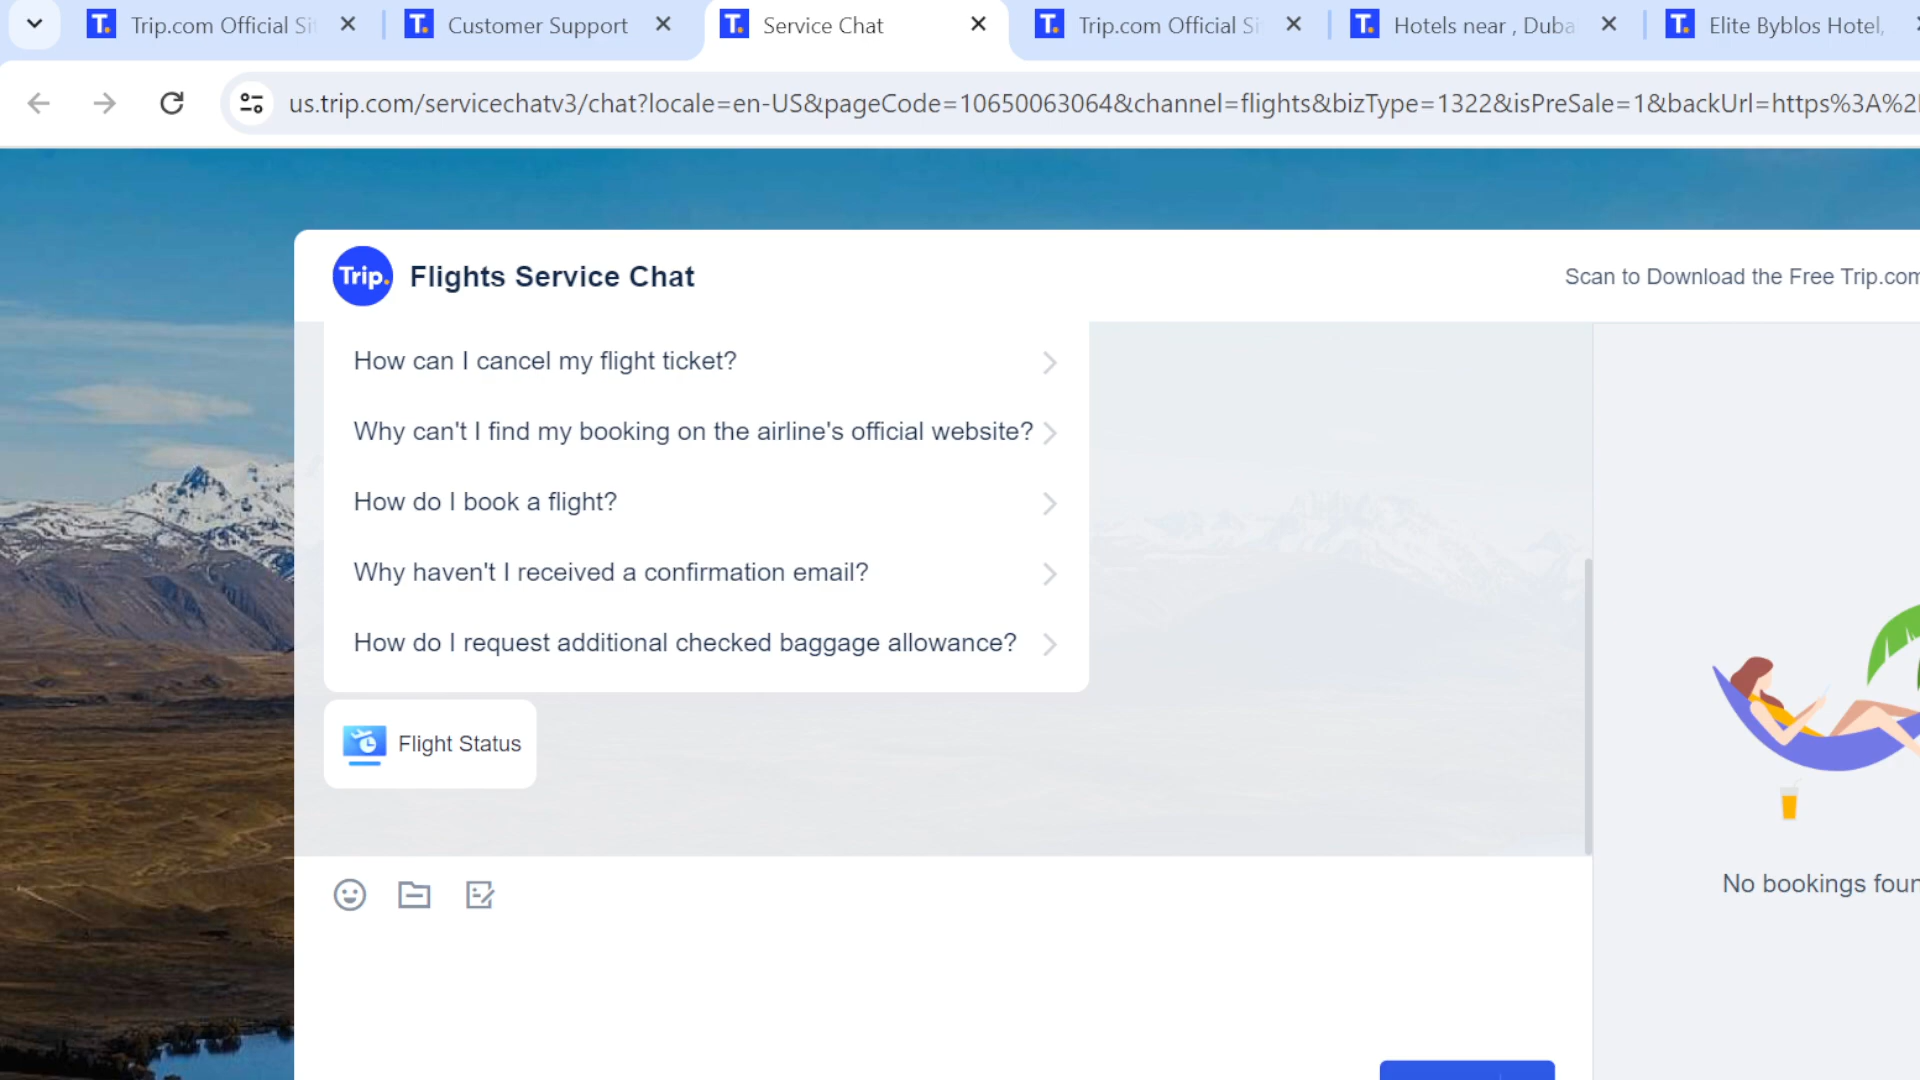 Trip.com Official Sit
Customer Support
Service Chat
Trip.com Official Si
Hotels near , Duba
Elite Byblos Hotel,
us.trip.com/servicechatv3/chat?locale=en-US&pageCode=10650063064&channel=flights&bizType=1322&isPreSale=1&backUrl=https%3A%2
Trip.
Flights Service Chat
Scan to Download the Free Trip.com
How can I cancel my flight ticket?
Why can't I find my booking on the airline's official website?
How do I book a flight?
Why haven't I received a confirmation email?
How do I request additional checked baggage allowance?
Flight Status
No bookings foun